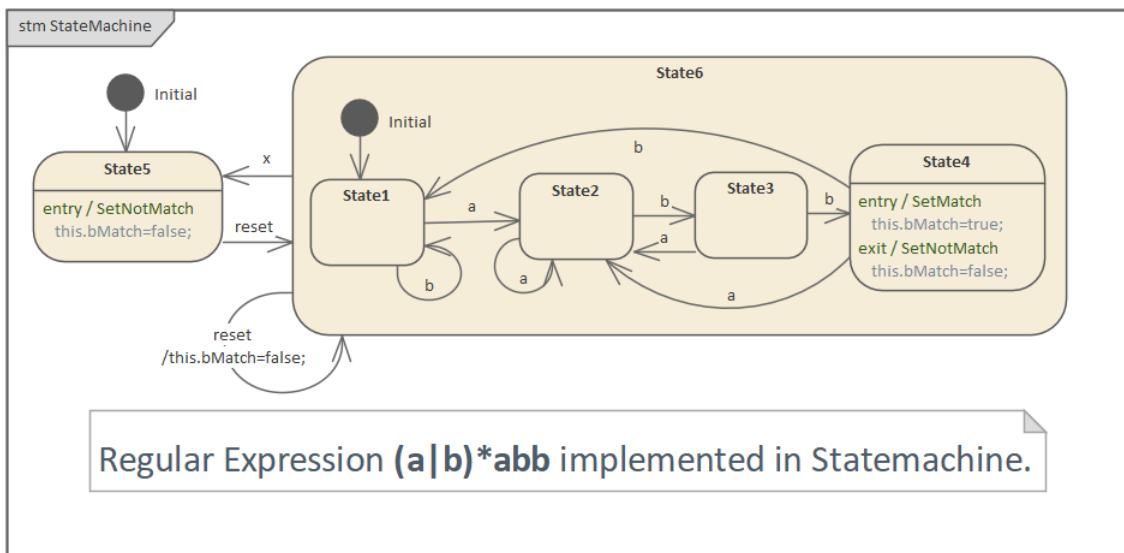 stm StateMachine
State6
Initial
Initial
State5
entry / SetNotMatch
this.bMatch=false;
x
reset
State1
a
State2
b
State3
b
b
State4
entry / SetMatch
this.bMatch=true;
exit / SetNotMatch
this.bMatch=false;
a
b
a
a
reset
/this.bMatch=false;
Regular Expression (a|b)*abb implemented in Statemachine.